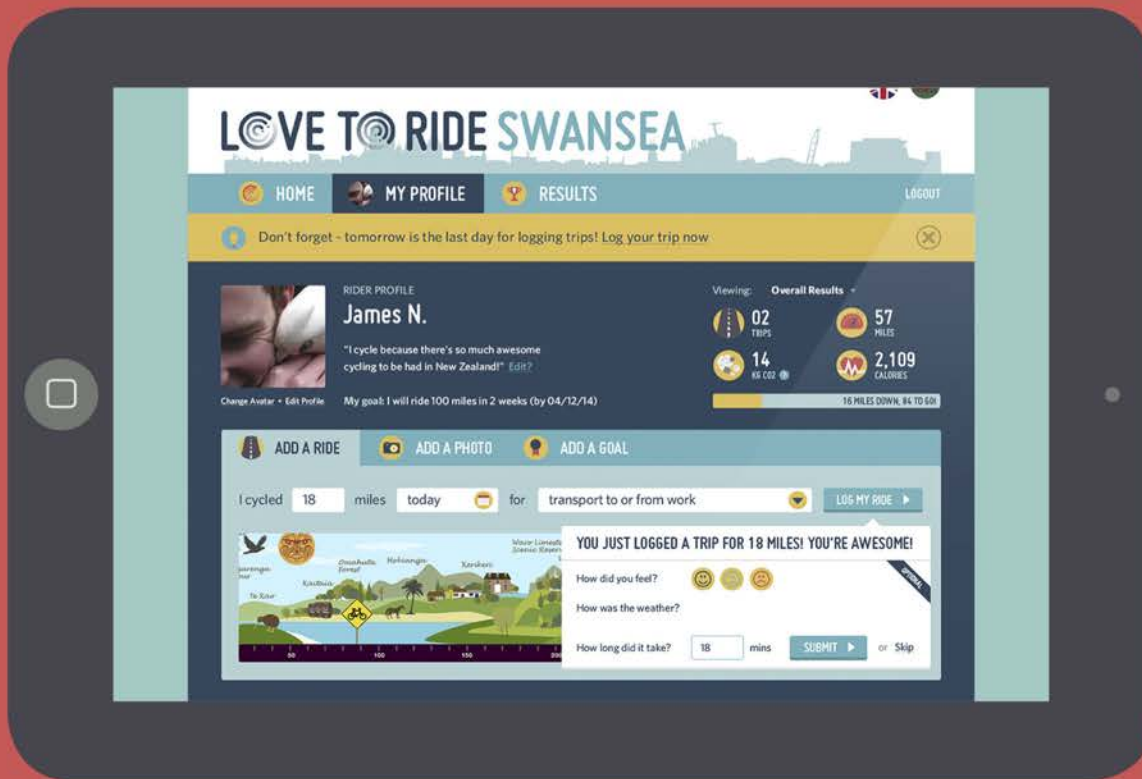 LOVE TO RIDE SWANSEA
HOME
MY PROFILE
RESULTS
LOGOUT
Don't forget - tomorrow is the last day for logging trips! Log your trip now
RIDER PROFILE
James N.
"I cycle because there's so much awesome
cycling to be had in New Zealand!" Edit?
Change Avatar • Edit Profile
My goal: I will ride 100 miles in 2 weeks (by 04/12/14)
Viewing: Overall Results
02
TRIPS
57
MILES
14
KG CO2
2,109
CALORIES
16 MILES DOWN, 84 TO GO!
ADD A RIDE
ADD A PHOTO
ADD A GOAL
I cycled 18 miles today for transport to or from work
LOG MY RIDE
Omahuta
Forest
Hokianga
Kerikeri
Kaitaia
50 100 150
YOU JUST LOGGED A TRIP FOR 18 MILES! YOU'RE AWESOME!
OPTIONAL
How did you feel?
How was the weather?
How long did it take? 18 mins SUBMIT or Skip